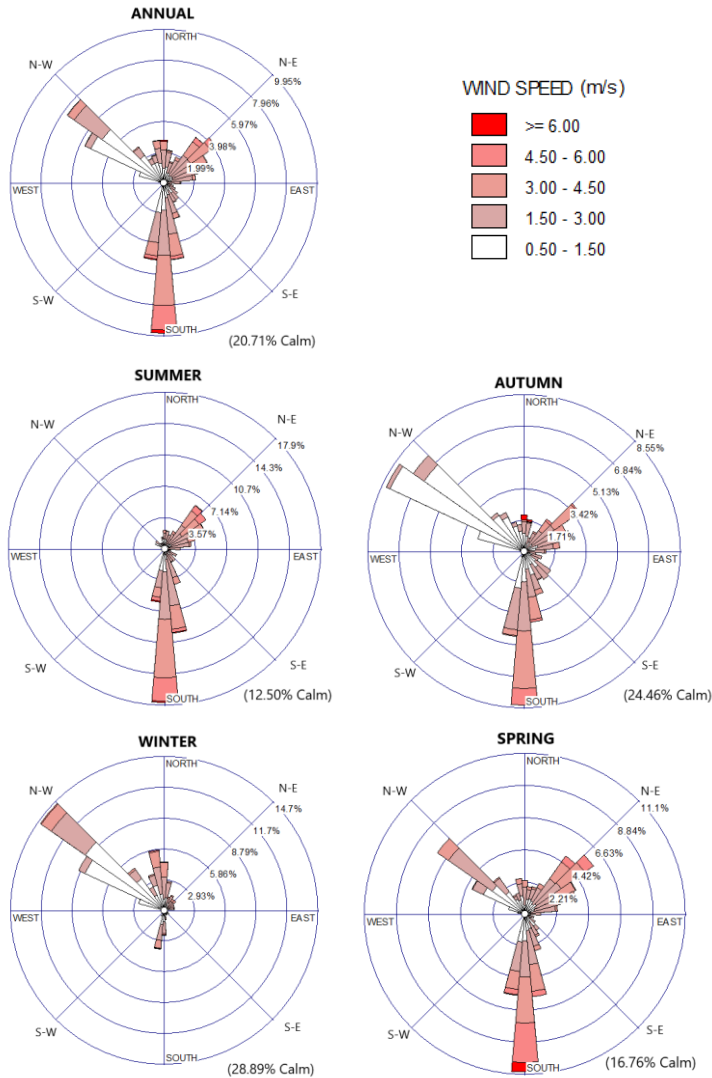 ANNUAL
NORTH
N-W
N-E
9.95%
7.96%
5.97%
3.98%
1.99%
WEST
EAST
S-W
S-E
SOUTH
(20.71% Calm)
WIND SPEED (m/s)
>= 6.00
4.50 - 6.00
3.00 - 4.50
1.50 - 3.00
0.50 - 1.50
SUMMER
NORTH
N-W
N-E
17.9%
14.3%
10.7%
7.14%
3.57%
WEST
EAST
S-W
S-E
SOUTH
(12.50% Calm)
AUTUMN
NORTH
N-W
N-E
8.55%
6.84%
5.13%
3.42%
1.71%
WEST
EAST
S-W
S-E
SOUTH
(24.46% Calm)
WINTER
NORTH
N-W
N-E
14.7%
11.7%
8.79%
5.86%
2.93%
WEST
EAST
S-W
S-E
SOUTH
(28.89% Calm)
SPRING
NORTH
N-W
N-E
11.1%
8.84%
6.63%
4.42%
2.21%
WEST
EAST
S-W
S-E
SOUTH
(16.76% Calm)